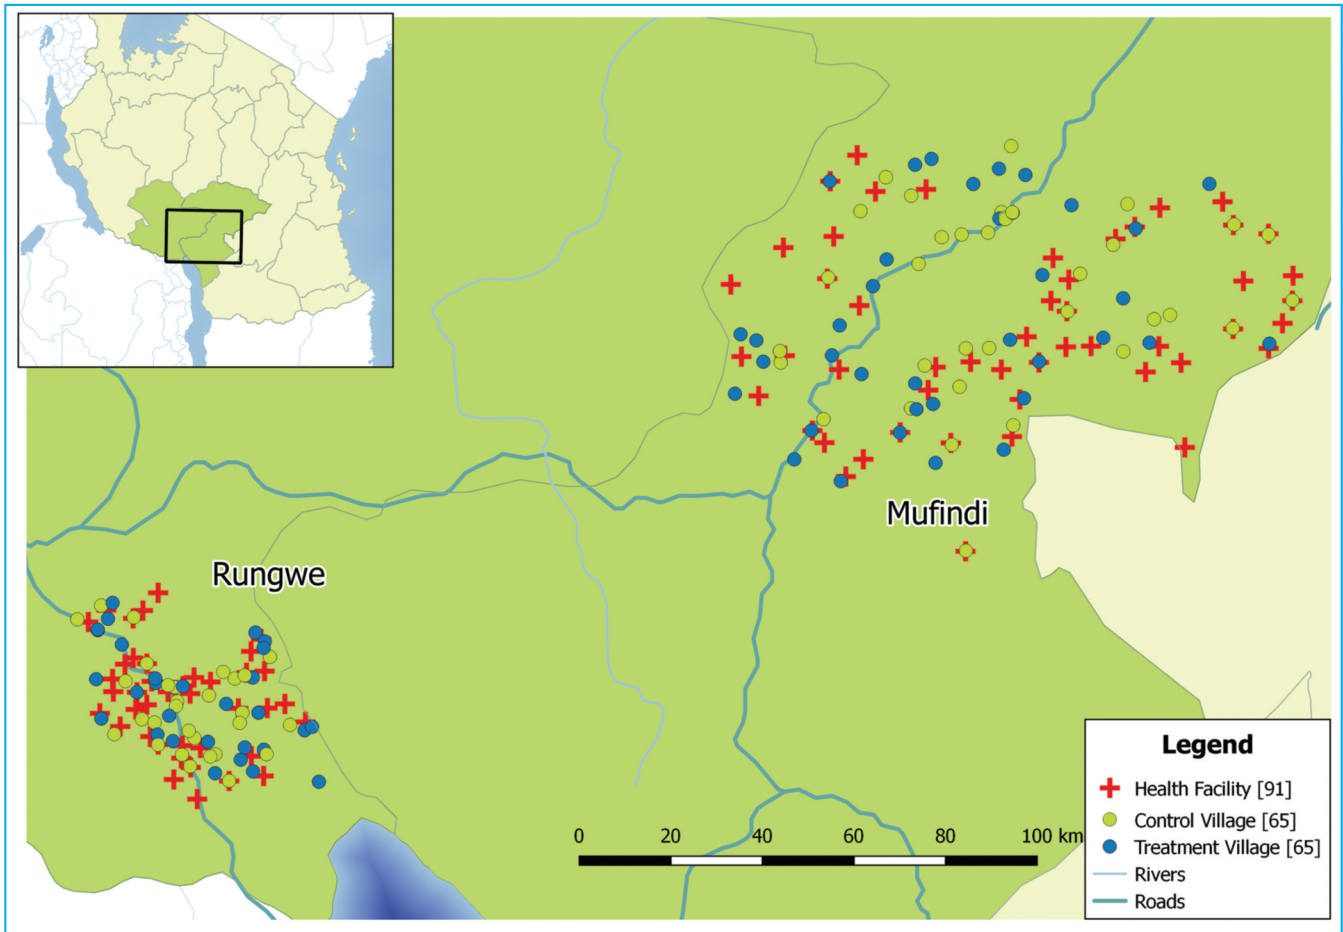 Mufindi
Rungwe
Legend
Health Facility [91]
Control Village [65]
Treatment Village [65]
Rivers
Roads
0 20 40 60 80 100 km